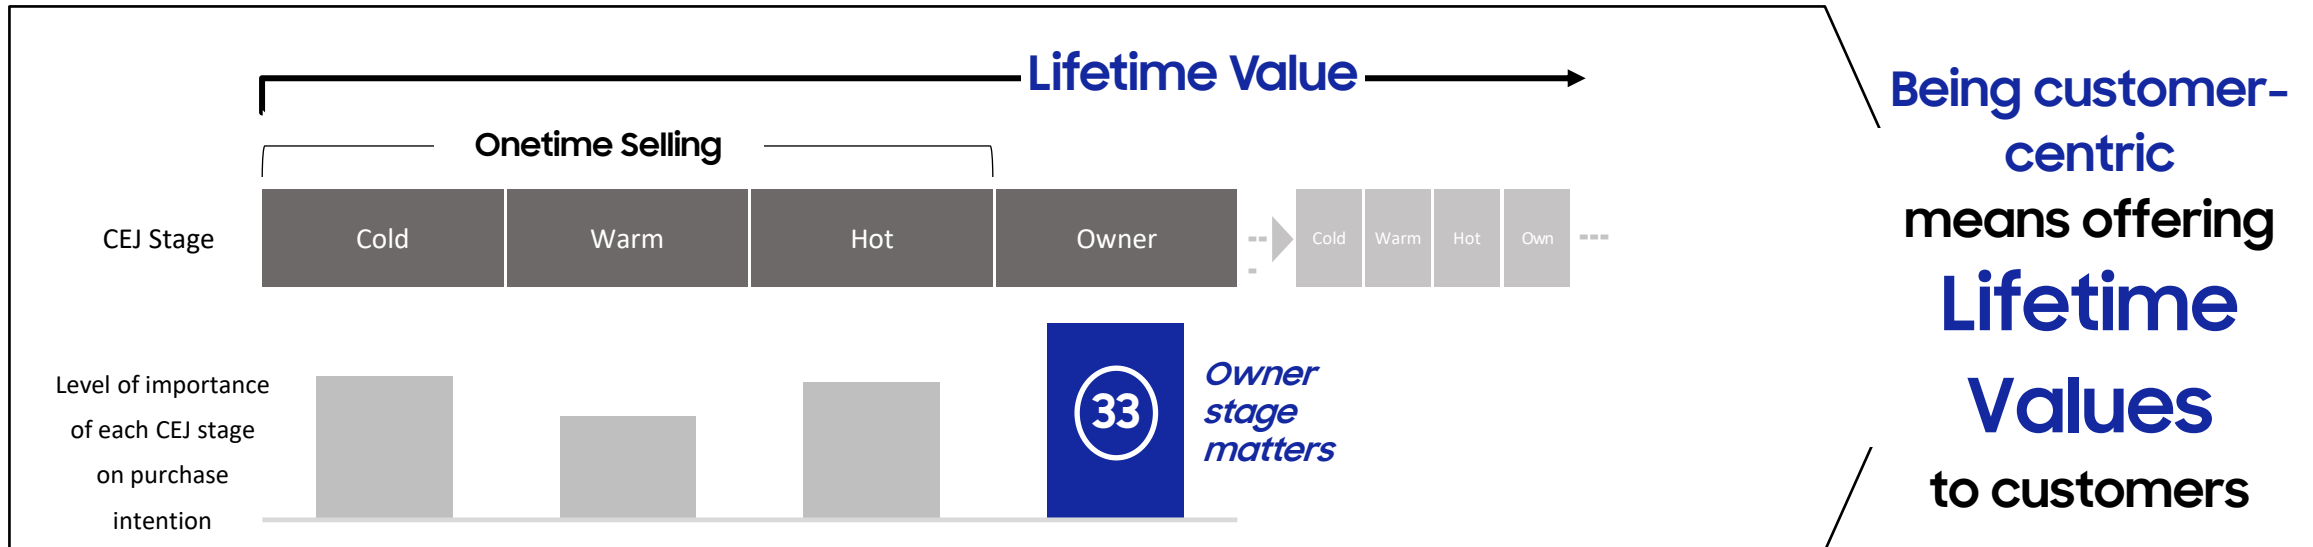 Lifetime Value
Onetime Selling
CEJ Stage
Cold
Warm
Hot
Owner
Cold
Warm
Hot
Own
Level of importance
of each CEJ stage
on purchase
intention
33
Owner
stage
matters
Being customer-
centric
means offering
Lifetime
Values
to customers